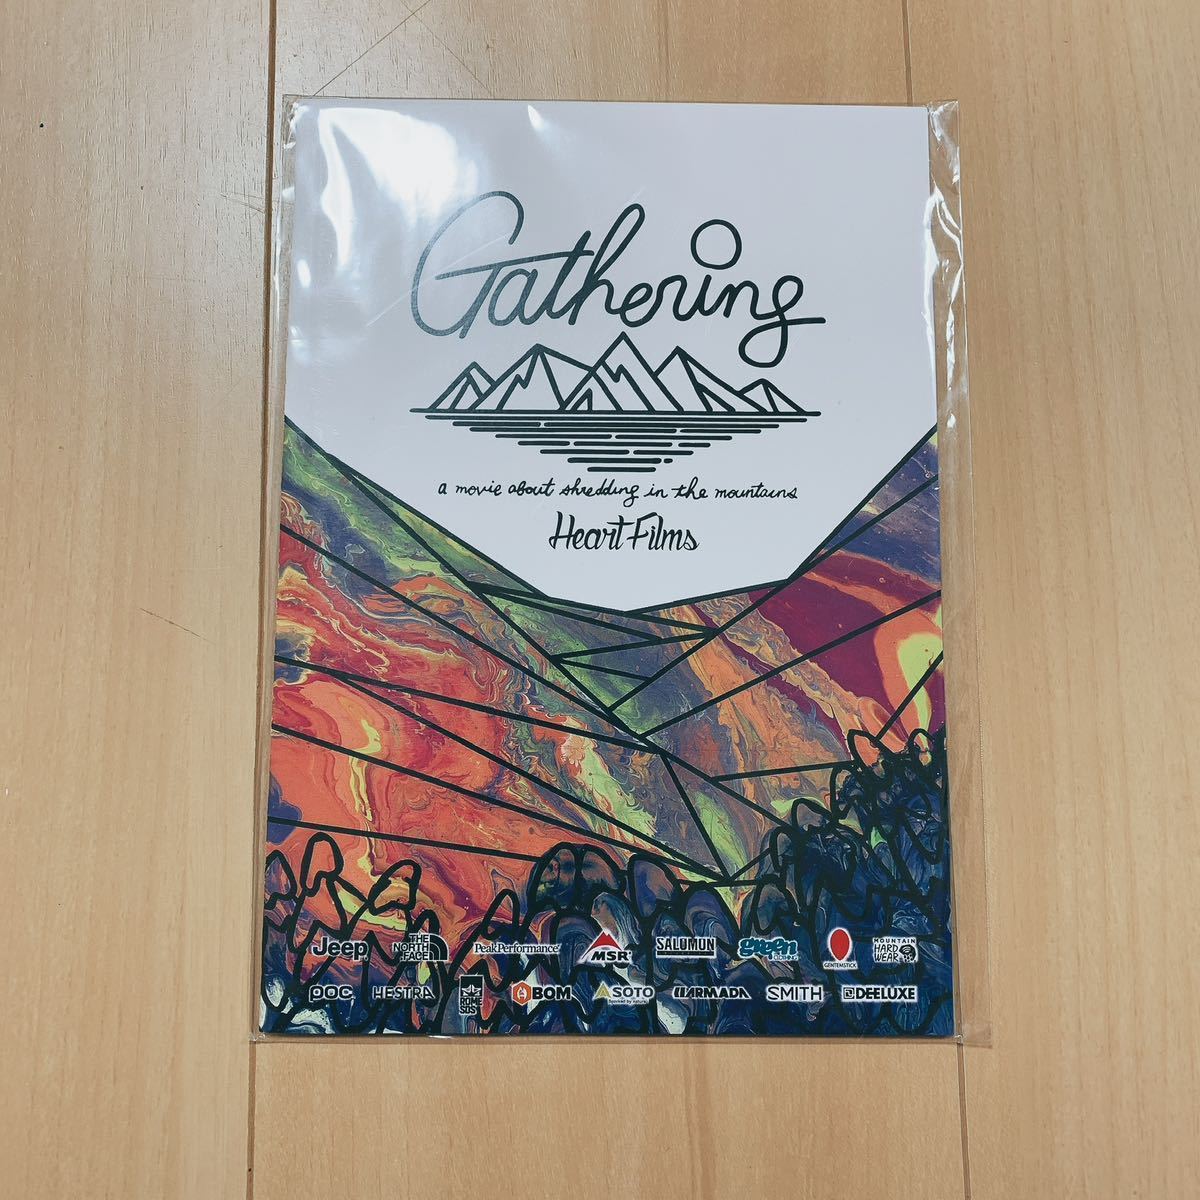 Gathering
a movie about shredding in the mountains
Heart Films
Jeep
THE NORTH FACE
PeakPerformance
MSR
SALOMON
green CLOTHING
GENTEMSTICK
MOUNTAIN HARD WEAR
POC
HESTRA
ROME SDS
BOM
SOTO
ARMADA
SMITH
DEELUXE